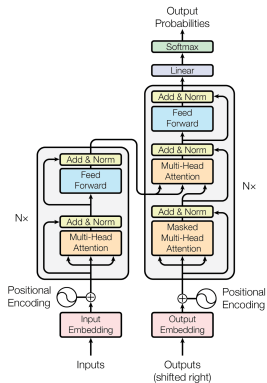 Output
Probabilities
Softmax
Linear
Add & Norm
Feed
Forward
Add & Norm
Multi-Head
Attention
Add & Norm
Masked
Multi-Head
Attention
N×
Add & Norm
Feed
Forward
Add & Norm
Multi-Head
Attention
N×
Positional
Encoding
Positional
Encoding
Input
Embedding
Output
Embedding
Inputs
Outputs
(shifted right)